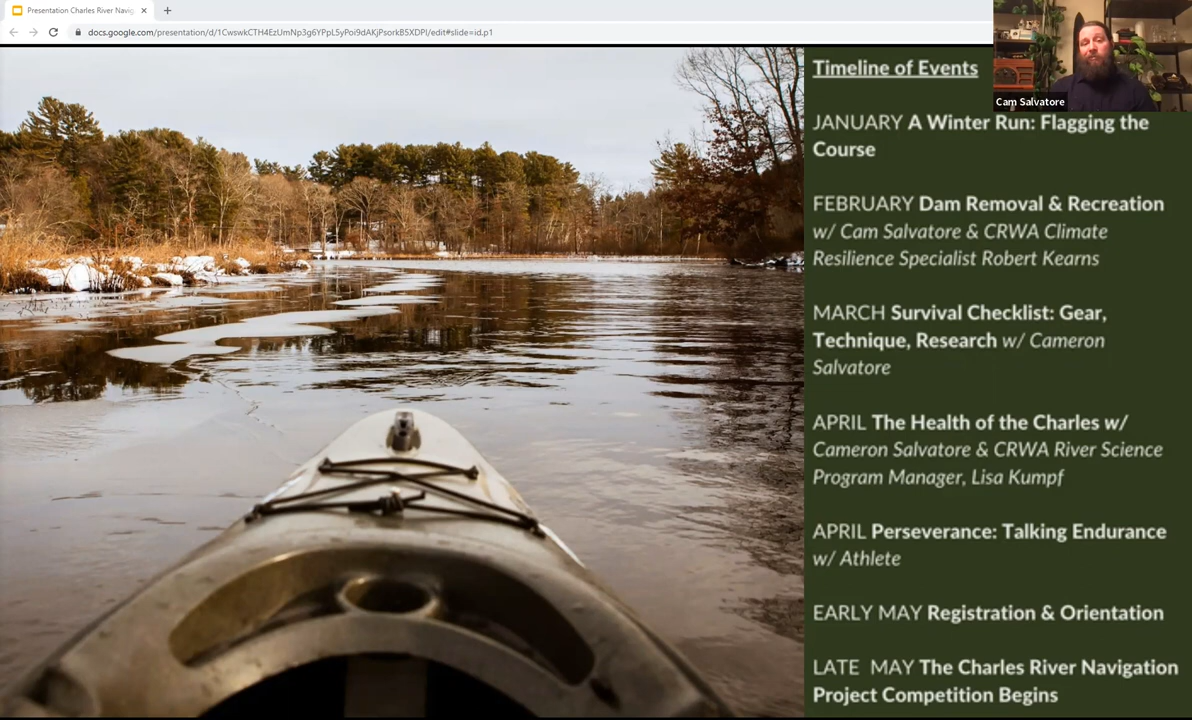 Presentation Charles River Navig
docs.google.com/presentation/d/1CwswkCTH4EzUmNp3g6YPpL5yPoi9dAKjPsorkB5XDPI/edit#slide=id.p1
Cam Salvatore
Timeline of Events
JANUARY A Winter Run: Flagging the
Course
FEBRUARY Dam Removal & Recreation
w/ Cam Salvatore & CRWA Climate
Resilience Specialist Robert Kearns
MARCH Survival Checklist: Gear,
Technique, Research w/ Cameron
Salvatore
APRIL The Health of the Charles w/
Cameron Salvatore & CRWA River Science
Program Manager, Lisa Kumpf
APRIL Perseverance: Talking Endurance
w/ Athlete
EARLY MAY Registration & Orientation
LATE MAY The Charles River Navigation
Project Competition Begins